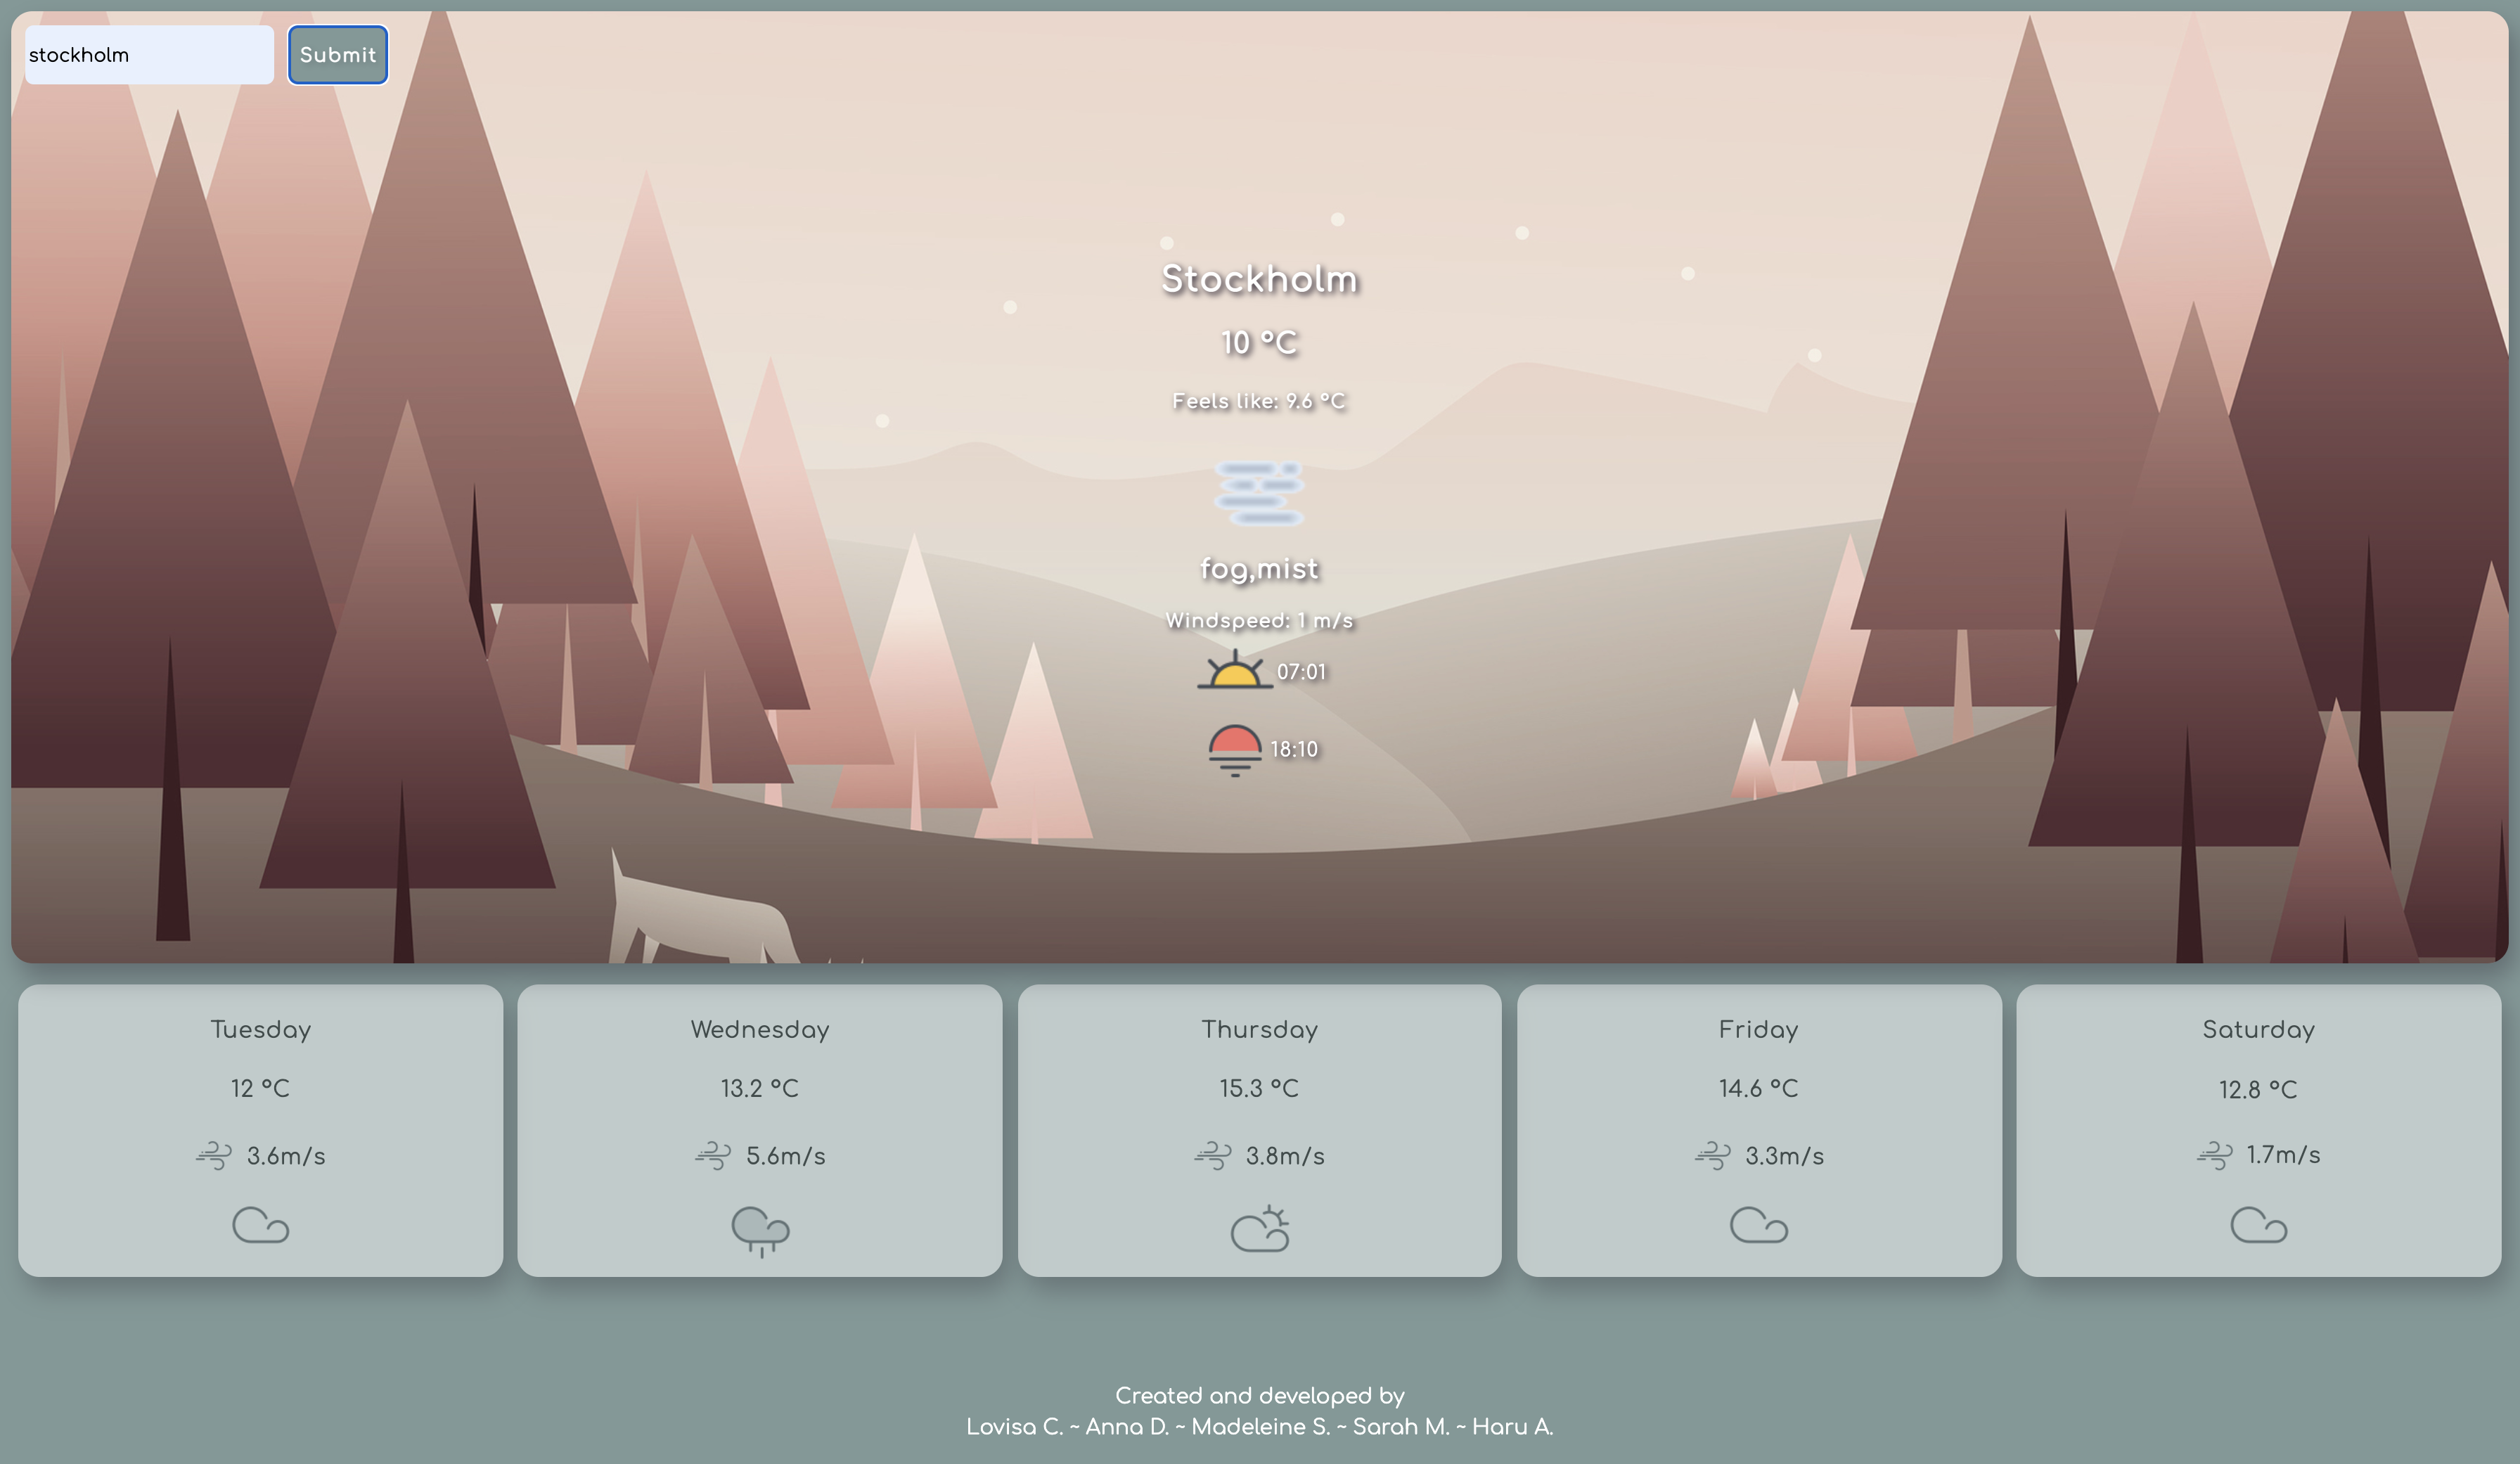 stockholm
Submit
Stockholm
10 °C
Feels like: 9.6 °C
fog,mist
Windspeed: 1 m/s
07:01
18:10
Tuesday
12 °C
3.6m/s
Wednesday
13.2 °C
5.6m/s
Thursday
15.3 °C
3.8m/s
Friday
14.6 °C
3.3m/s
Saturday
12.8 °C
1.7m/s
Created and developed by
Lovisa C. ~ Anna D. ~ Madeleine S. ~ Sarah M. ~ Haru A.